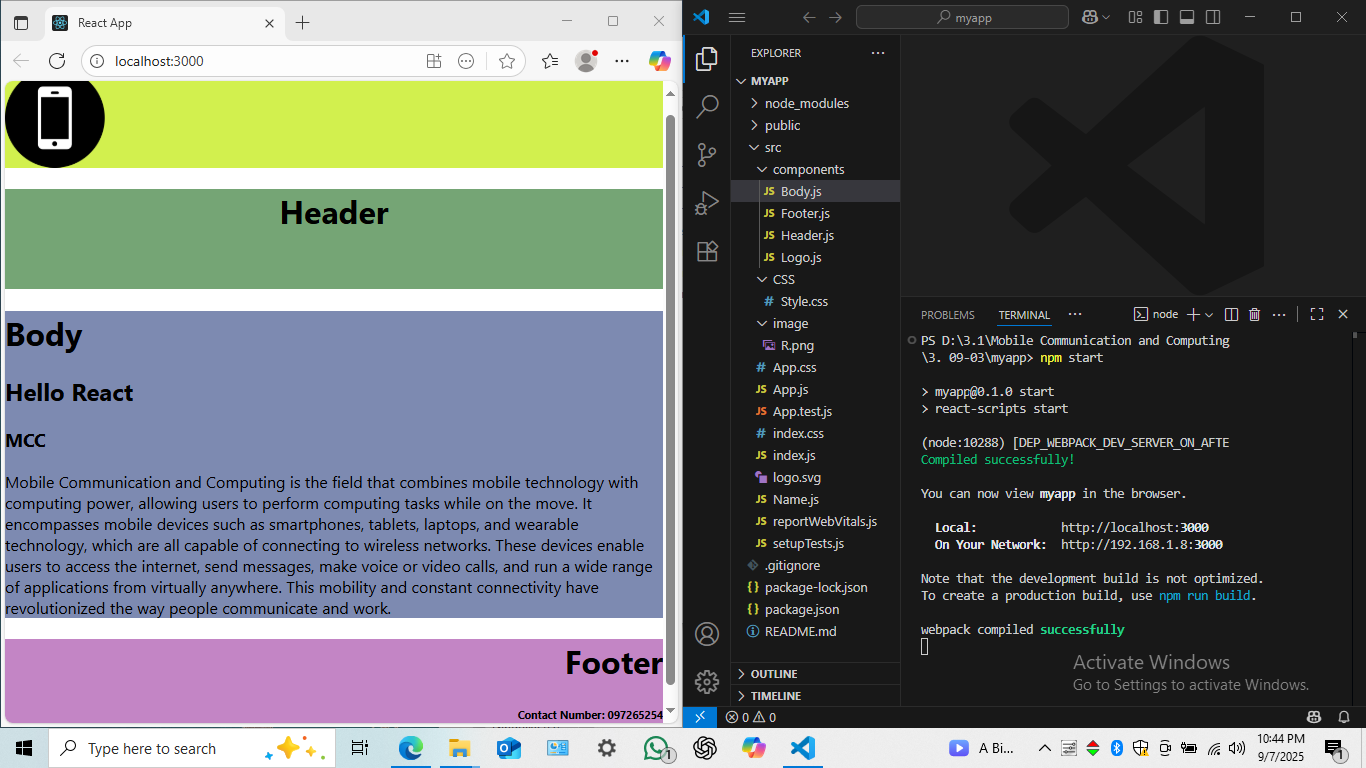 React App
localhost:3000
Header
Body
Hello React
MCC
Mobile Communication and Computing is the field that combines mobile technology with
computing power, allowing users to perform computing tasks while on the move. It
encompasses mobile devices such as smartphones, tablets, laptops, and wearable
technology, which are all capable of connecting to wireless networks. These devices enable
users to access the internet, send messages, make voice or video calls, and run a wide range
of applications from virtually anywhere. This mobility and constant connectivity have
revolutionized the way people communicate and work.
Footer
Contact Number: 097265254
myapp
EXPLORER
MYAPP
node_modules
public
src
components
JS Body.js
JS Footer.js
JS Header.js
JS Logo.js
CSS
# Style.css
image
R.png
# App.css
JS App.js
JS App.test.js
# index.css
JS index.js
logo.svg
JS Name.js
JS reportWebVitals.js
JS setupTests.js
.gitignore
{} package-lock.json
{} package.json
README.md
OUTLINE
TIMELINE
PROBLEMS TERMINAL ... node
PS D:\3.1\Mobile Communication and Computing
\3. 09-03\myapp> npm start
> myapp@0.1.0 start
> react-scripts start
(node:10288) [DEP_WEBPACK_DEV_SERVER_ON_AFTE
Compiled successfully!
You can now view myapp in the browser.
Local: http://localhost:3000
On Your Network: http://192.168.1.8:3000
Note that the development build is not optimized.
To create a production build, use npm run build.
webpack compiled successfully
Activate Windows
Go to Settings to activate Windows.
0 0
Type here to search
1
A Bi...
10:44 PM
9/7/2025
1